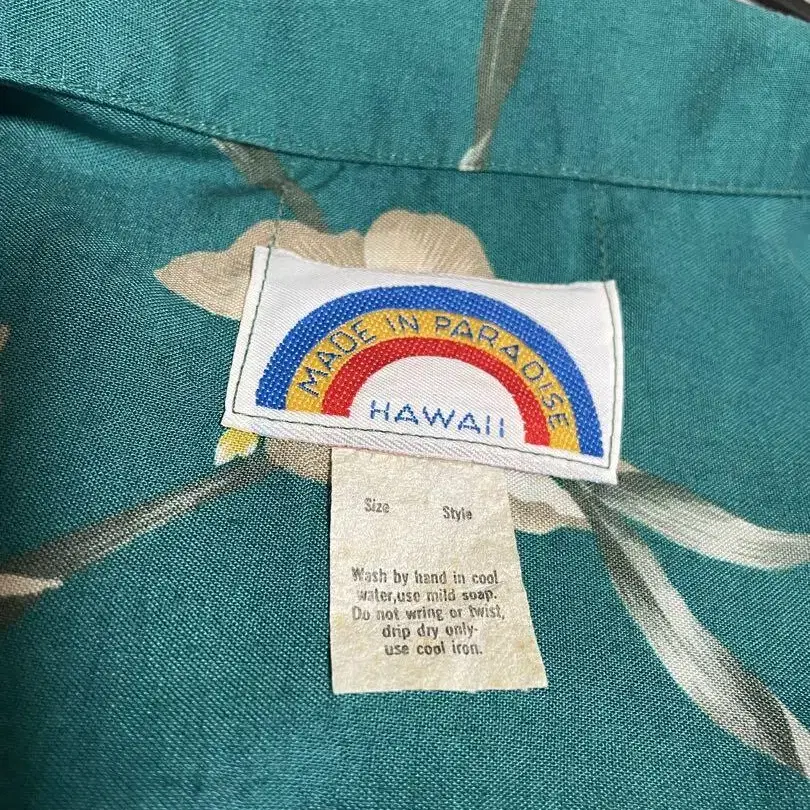 MADE IN PARADISE
HAWAII
Size Style
Wash by hand in cool
water,use mild soap.
Do not wring or twist,
drip dry only-
use cool iron.